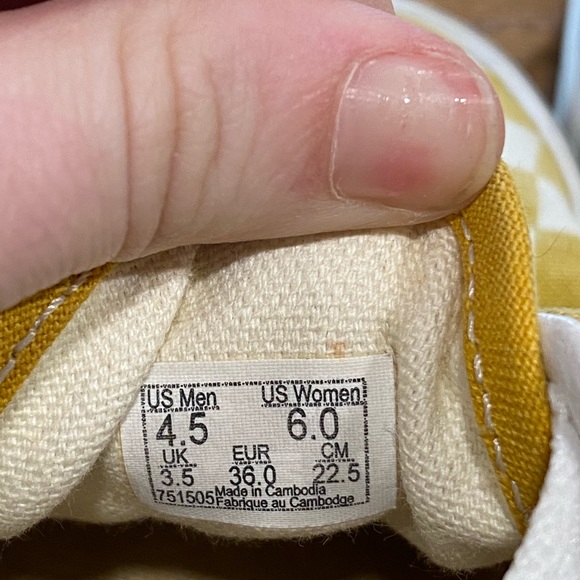 US Men US Women
4.5 6.0
UK EUR CM
3.5 36.0 22.5
751505 Made in Cambodia
Fabrique au Cambodge